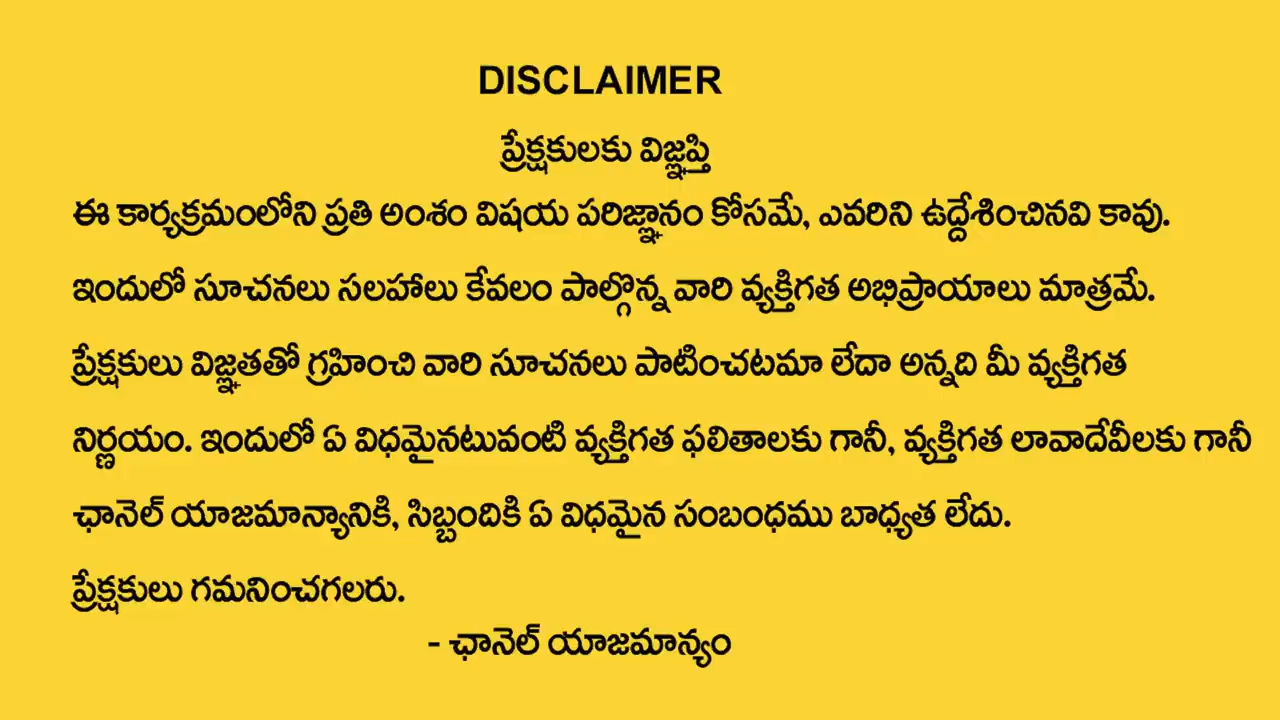 DISCLAIMER
ప్రేక్షకులకు విజ్ఞప్తి
ఈ కార్యక్రమంలోని ప్రతి అంశం విషయ పరిజ్ఞానం కోసమే, ఎవరిని ఉద్దేశించినవి కావు.
ఇందులో సూచనలు సలహాలు కేవలం పాల్గొన్న వారి వ్యక్తిగత అభిప్రాయాలు మాత్రమే.
ప్రేక్షకులు విజ్ఞతతో గ్రహించి వారి సూచనలు పాటించటమా లేదా అన్నది మీ వ్యక్తిగత
నిర్ణయం. ఇందులో ఏ విధమైనటువంటి వ్యక్తిగత ఫలితాలకు గానీ, వ్యక్తిగత లావాదేవీలకు గానీ
ఛానెల్ యాజమాన్యానికి, సిబ్బందికి ఏ విధమైన సంబంధము బాధ్యత లేదు.
ప్రేక్షకులు గమనించగలరు.
- ఛానెల్ యాజమాన్యం